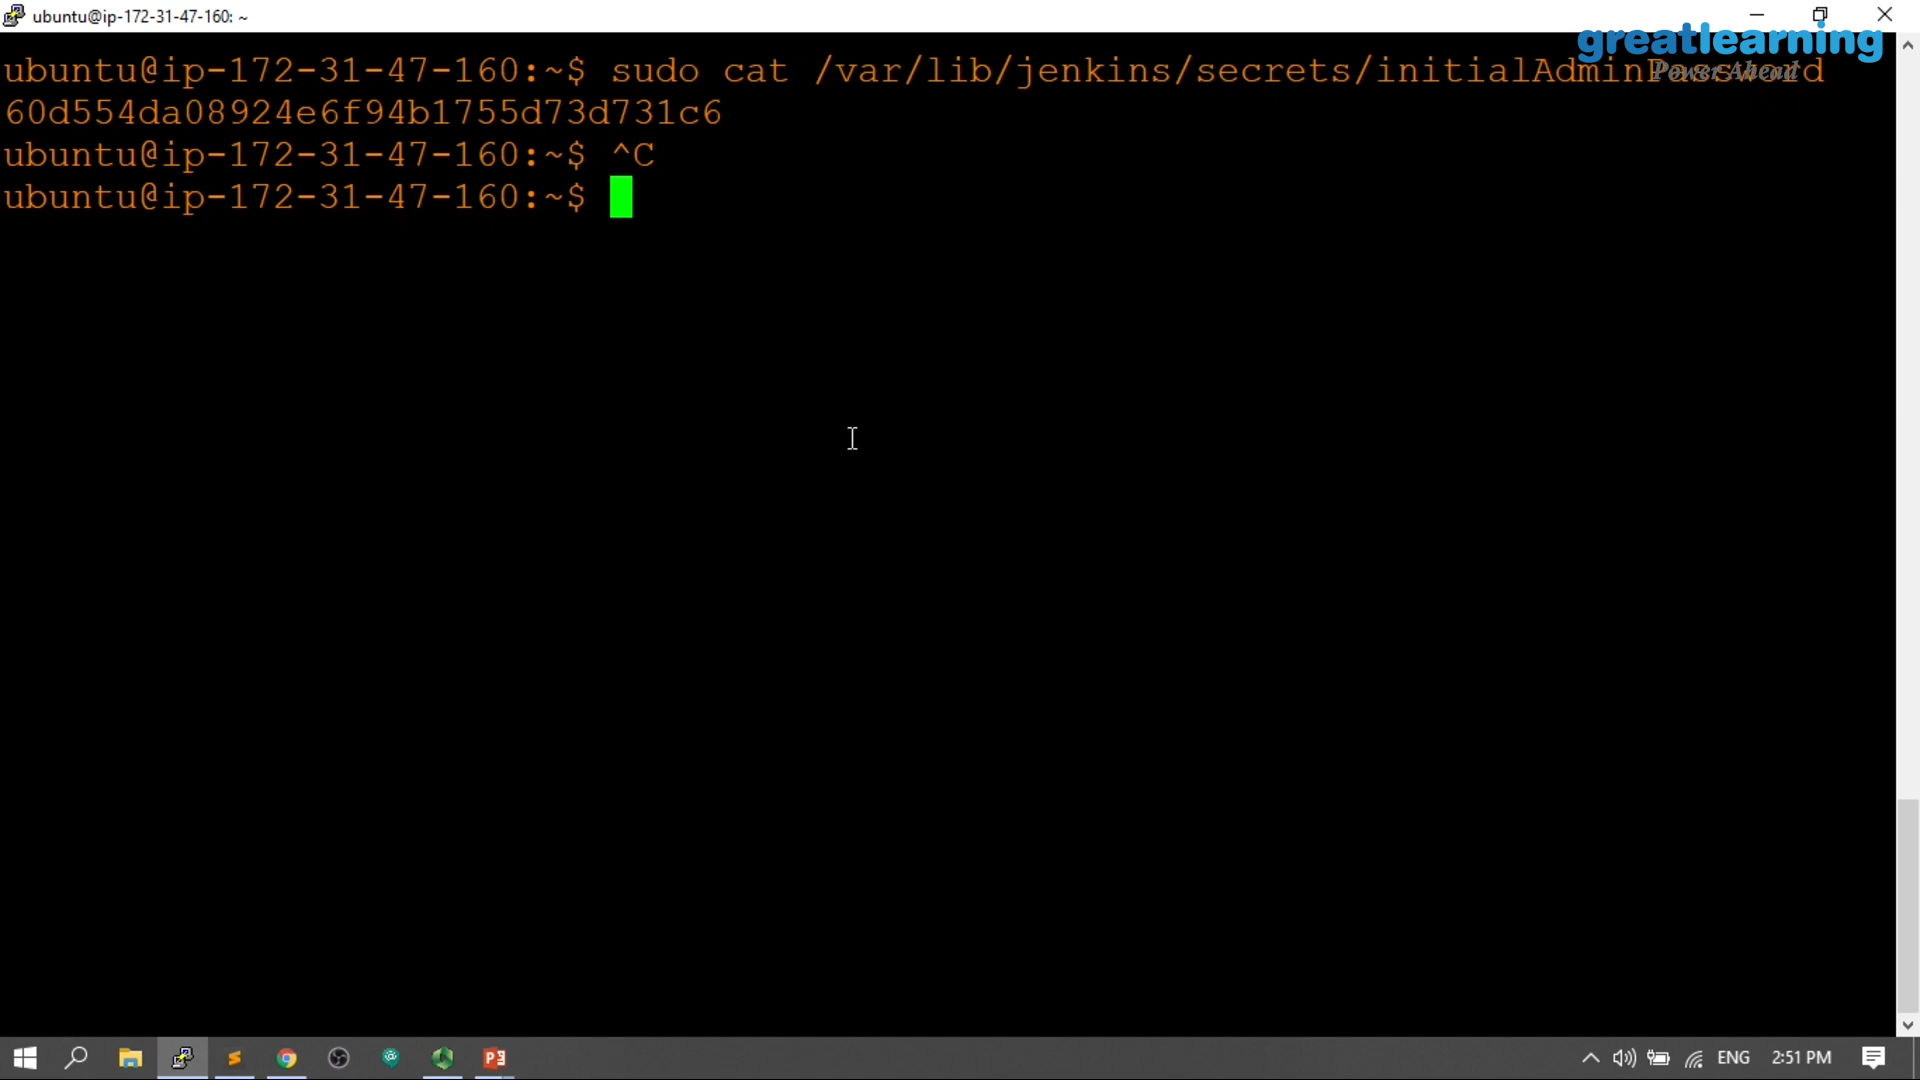 ubuntu@ip-172-31-47-160: ~
greatlearning
Power Ahead
ubuntu@ip-172-31-47-160:~$ sudo cat /var/lib/jenkins/secrets/initialAdminPassword
60d554da08924e6f94b1755d73d731c6
ubuntu@ip-172-31-47-160:~$ ^C
ubuntu@ip-172-31-47-160:~$
ENG 2:51 PM